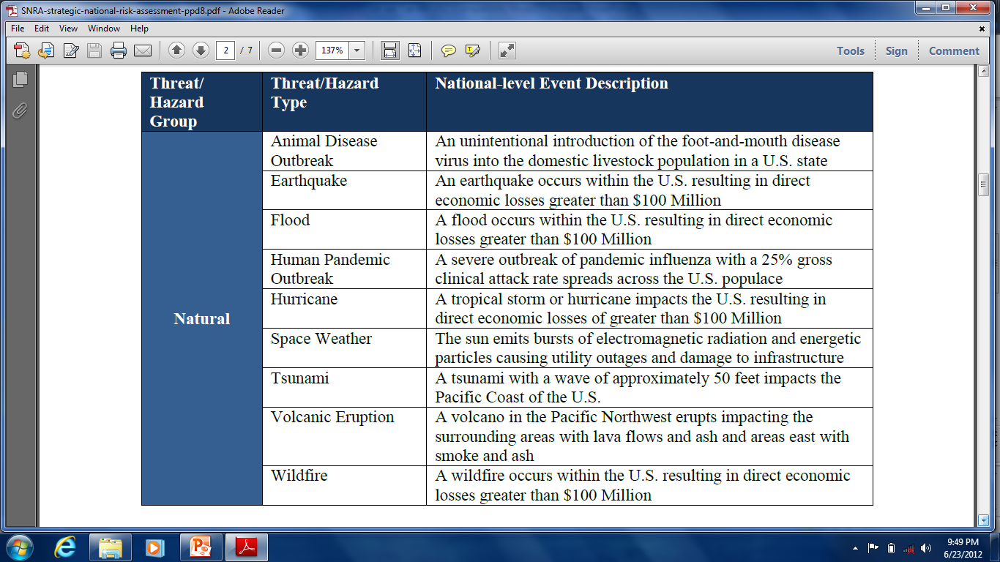 SNRA-strategic-national-risk-assessment-ppd8.pdf - Adobe Reader
File Edit View Window Help
2 / 7 137% Tools Sign Comment
Threat/
Hazard
Group
Threat/Hazard
Type
National-level Event Description
Natural
Animal Disease
Outbreak
An unintentional introduction of the foot-and-mouth disease
virus into the domestic livestock population in a U.S. state
Earthquake
An earthquake occurs within the U.S. resulting in direct
economic losses greater than $100 Million
Flood
A flood occurs within the U.S. resulting in direct economic
losses greater than $100 Million
Human Pandemic
Outbreak
A severe outbreak of pandemic influenza with a 25% gross
clinical attack rate spreads across the U.S. populace
Hurricane
A tropical storm or hurricane impacts the U.S. resulting in
direct economic losses of greater than $100 Million
Space Weather
The sun emits bursts of electromagnetic radiation and energetic
particles causing utility outages and damage to infrastructure
Tsunami
A tsunami with a wave of approximately 50 feet impacts the
Pacific Coast of the U.S.
Volcanic Eruption
A volcano in the Pacific Northwest erupts impacting the
surrounding areas with lava flows and ash and areas east with
smoke and ash
Wildfire
A wildfire occurs within the U.S. resulting in direct economic
losses greater than $100 Million
9:49 PM
6/23/2012